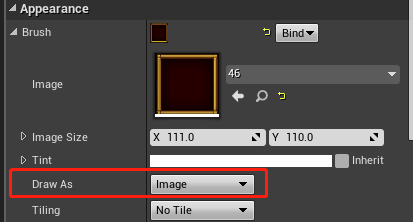 Appearance
Brush
Bind
Image
46
Image Size
X 111.0
Y 110.0
Tint
Inherit
Draw As
Image
Tiling
No Tile